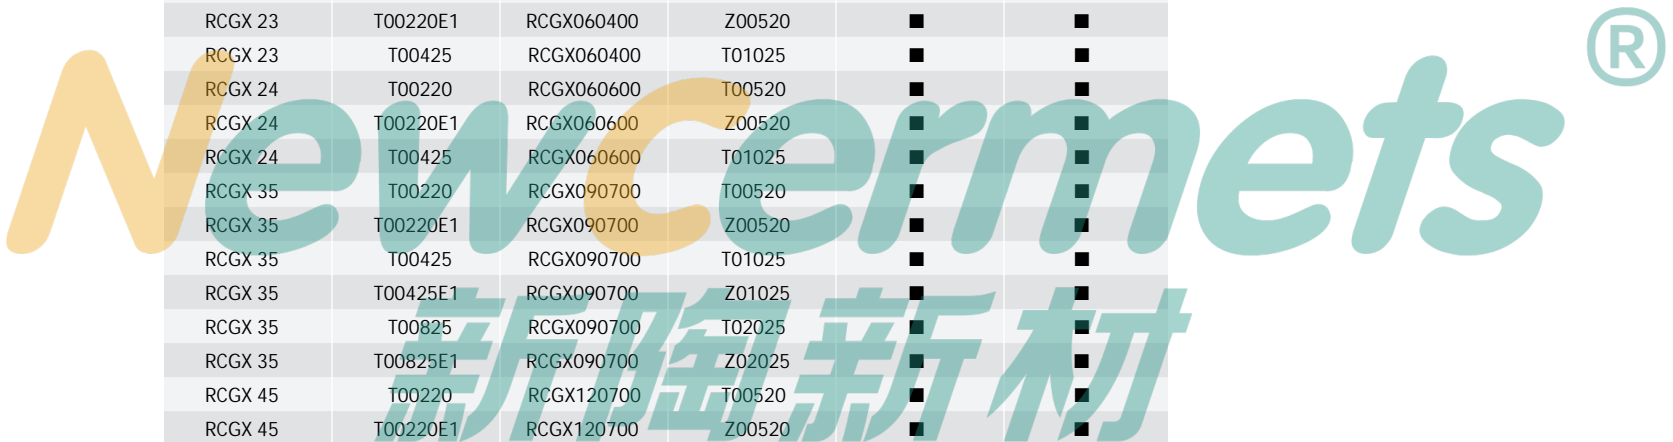 RCGX 23 T00220E1 RCGX060400 Z00520 ■ ■
RCGX 23 T00425 RCGX060400 T01025 ■ ■
RCGX 24 T00220 RCGX060600 T00520 ■ ■
RCGX 24 T00220E1 RCGX060600 Z00520 ■ ■
RCGX 24 T00425 RCGX060600 T01025 ■ ■
RCGX 35 T00220 RCGX090700 T00520 ■ ■
RCGX 35 T00220E1 RCGX090700 Z00520 ■ ■
RCGX 35 T00425 RCGX090700 T01025 ■ ■
RCGX 35 T00425E1 RCGX090700 Z01025 ■ ■
RCGX 35 T00825 RCGX090700 T02025 ■ ■
RCGX 35 T00825E1 RCGX090700 Z02025 ■ ■
RCGX 45 T00220 RCGX120700 T00520 ■ ■
RCGX 45 T00220E1 RCGX120700 Z00520 ■ ■
Newcermets®
新陶新材